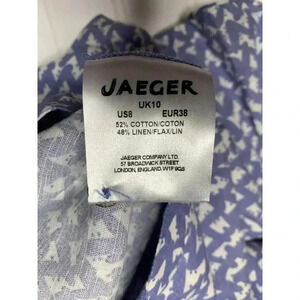 JAEGER
UK10
US8 EUR38
52% COTTON/COTON
48% LINEN/FLAX/LIN
JAEGER COMPANY LTD.
57 BROADWICK STREET
LONDON, ENGLAND. W1F 9QS